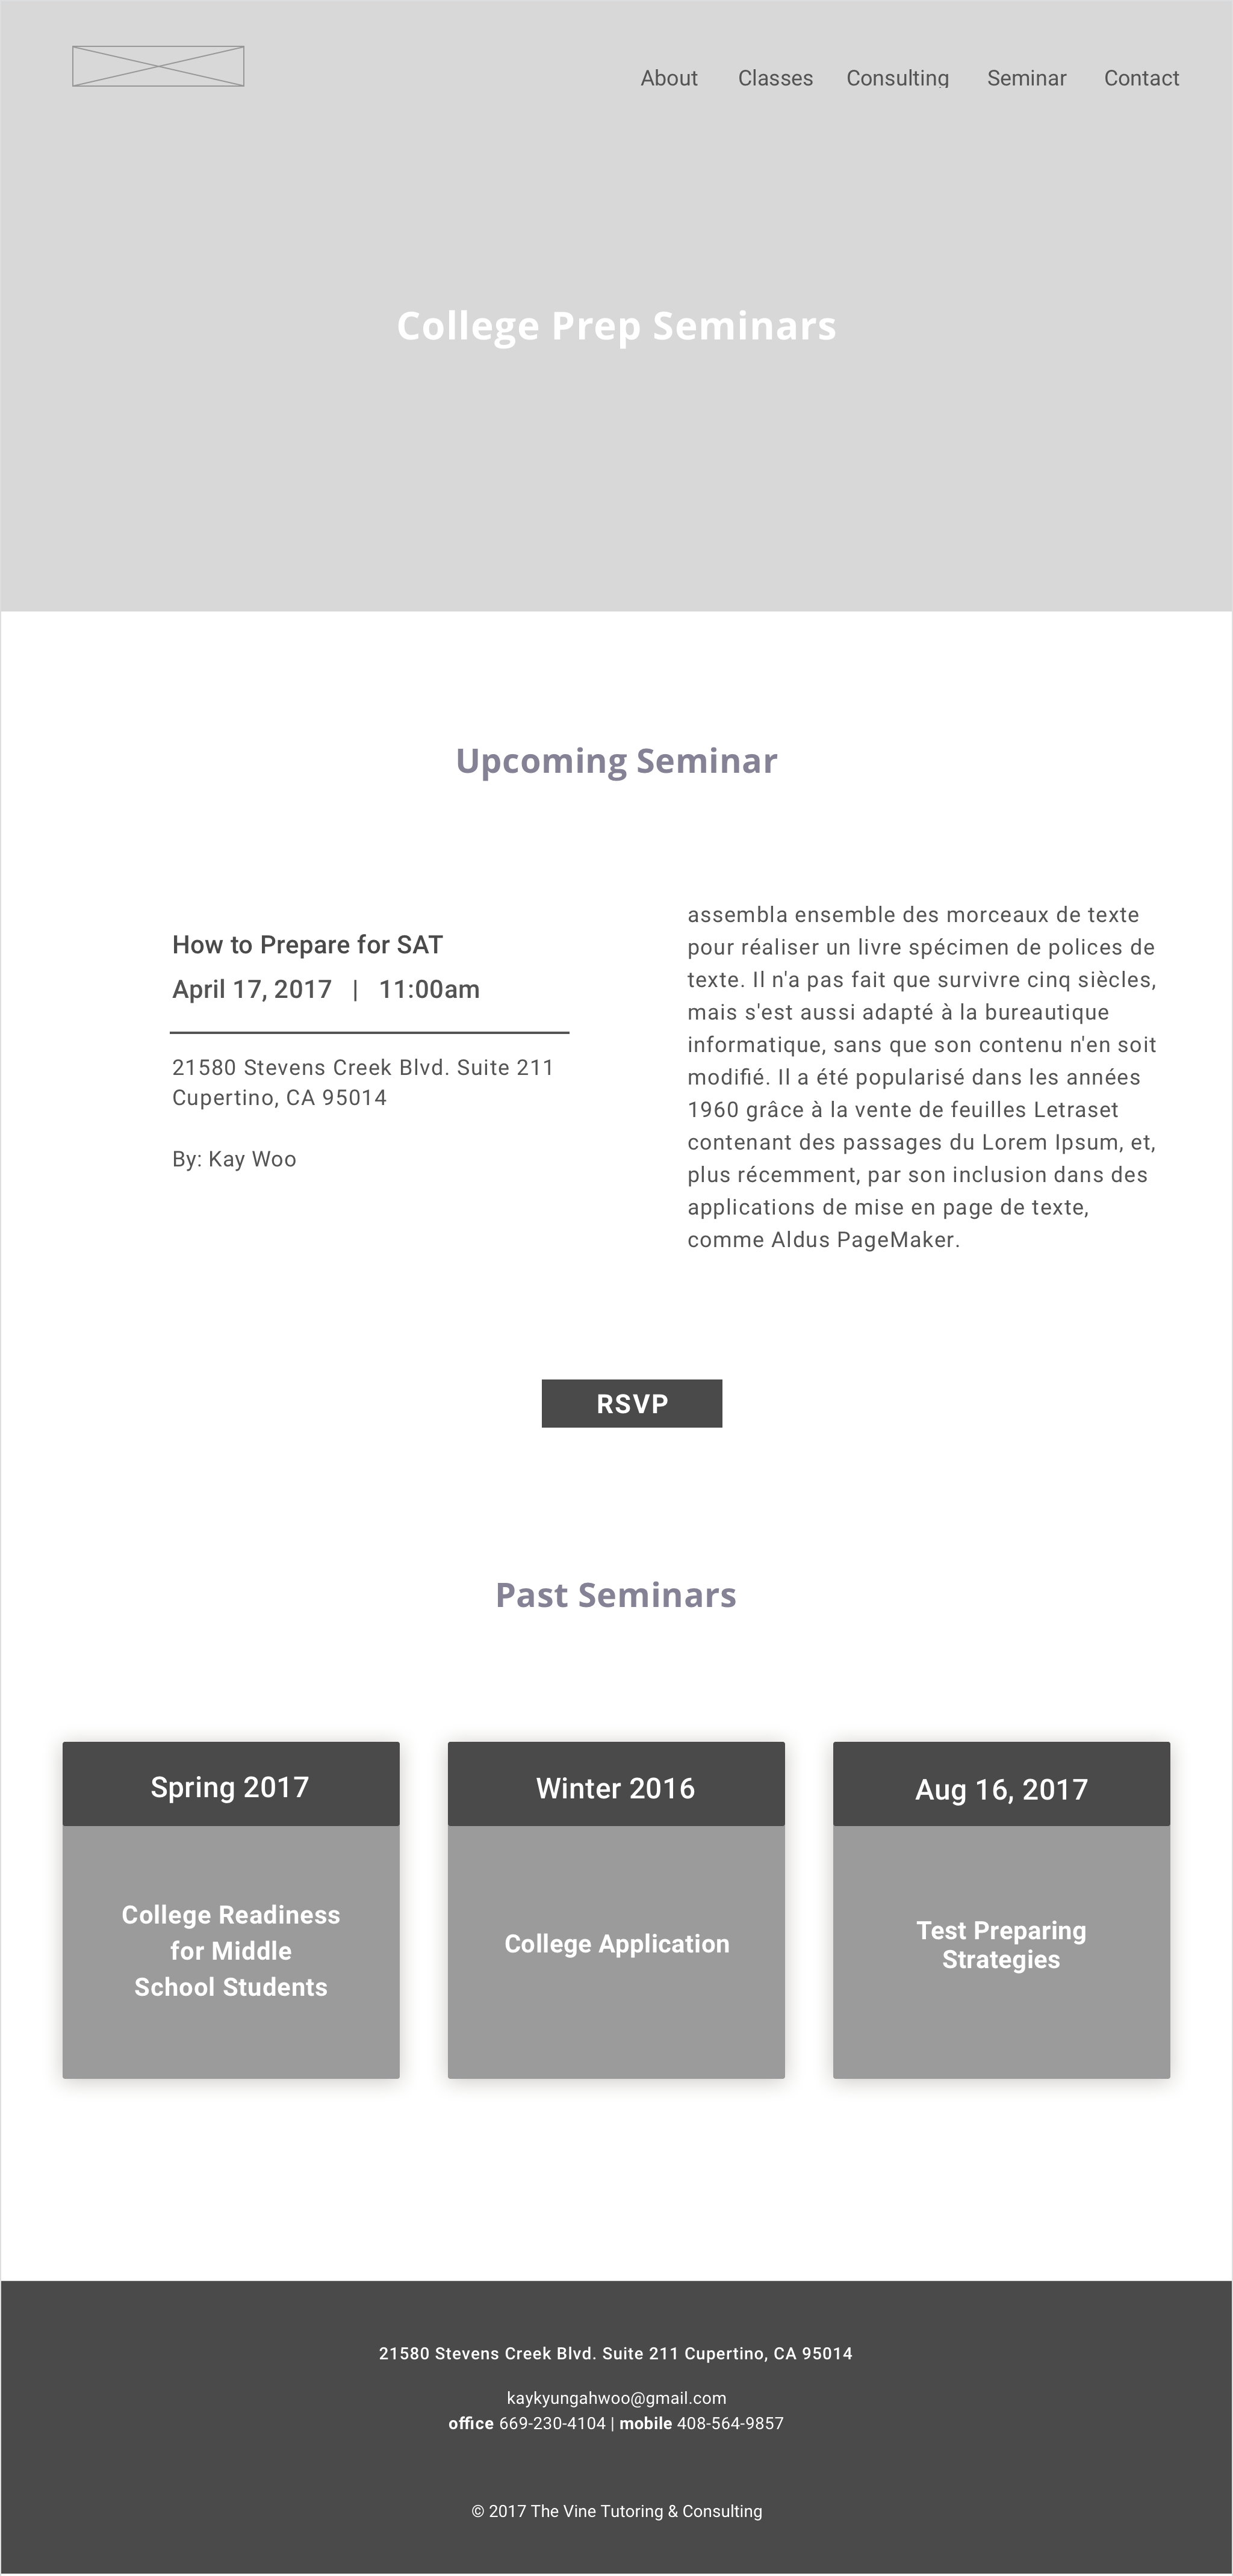 About Classes Consulting Seminar Contact
College Prep Seminars
Upcoming Seminar
How to Prepare for SAT
April 17, 2017 | 11:00am
21580 Stevens Creek Blvd. Suite 211
Cupertino, CA 95014
By: Kay Woo
assembla ensemble des morceaux de texte
pour réaliser un livre spécimen de polices de
texte. Il n'a pas fait que survivre cinq siècles,
mais s'est aussi adapté à la bureautique
informatique, sans que son contenu n'en soit
modifié. Il a été popularisé dans les années
1960 grâce à la vente de feuilles Letraset
contenant des passages du Lorem Ipsum, et,
plus récemment, par son inclusion dans des
applications de mise en page de texte,
comme Aldus PageMaker.
RSVP
Past Seminars
Spring 2017
College Readiness
for Middle
School Students
Winter 2016
College Application
Aug 16, 2017
Test Preparing
Strategies
21580 Stevens Creek Blvd. Suite 211 Cupertino, CA 95014
kaykyungahwoo@gmail.com
office 669-230-4104 | mobile 408-564-9857
© 2017 The Vine Tutoring & Consulting